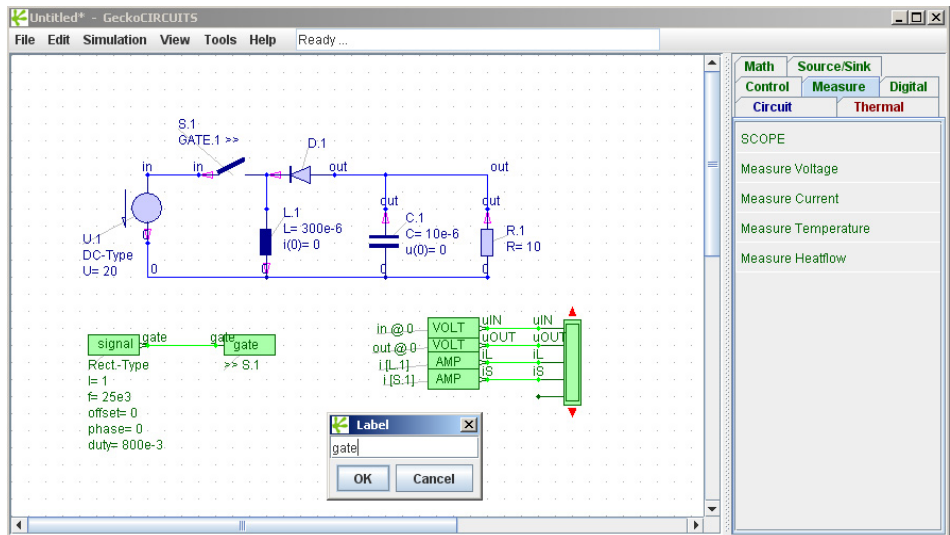 Untitled* - GeckoCIRCUITS
File Edit Simulation View Tools Help Ready ...
Math Source/Sink
Control Measure Digital
Circuit Thermal
SCOPE
Measure Voltage
Measure Current
Measure Temperature
Measure Heatflow
S.1
GATE.1 >>
D.1
in in out out
out out
U.1
DC-Type
U= 20
0
0
L.1
L= 300e-6
i(0)= 0
0
C.1
C= 10e-6
u(0)= 0
0
R.1
R= 10
0
signal gate gate gate
Rect.-Type >> S.1
I= 1
f= 25e3
offset= 0
phase= 0
duty= 800e-3
in @ 0 VOLT uIN uIN
out @ 0 VOLT uOUT uOUT
i.[L.1] AMP iL iL
i.[S.1] AMP iS iS
Label
gate
OK Cancel